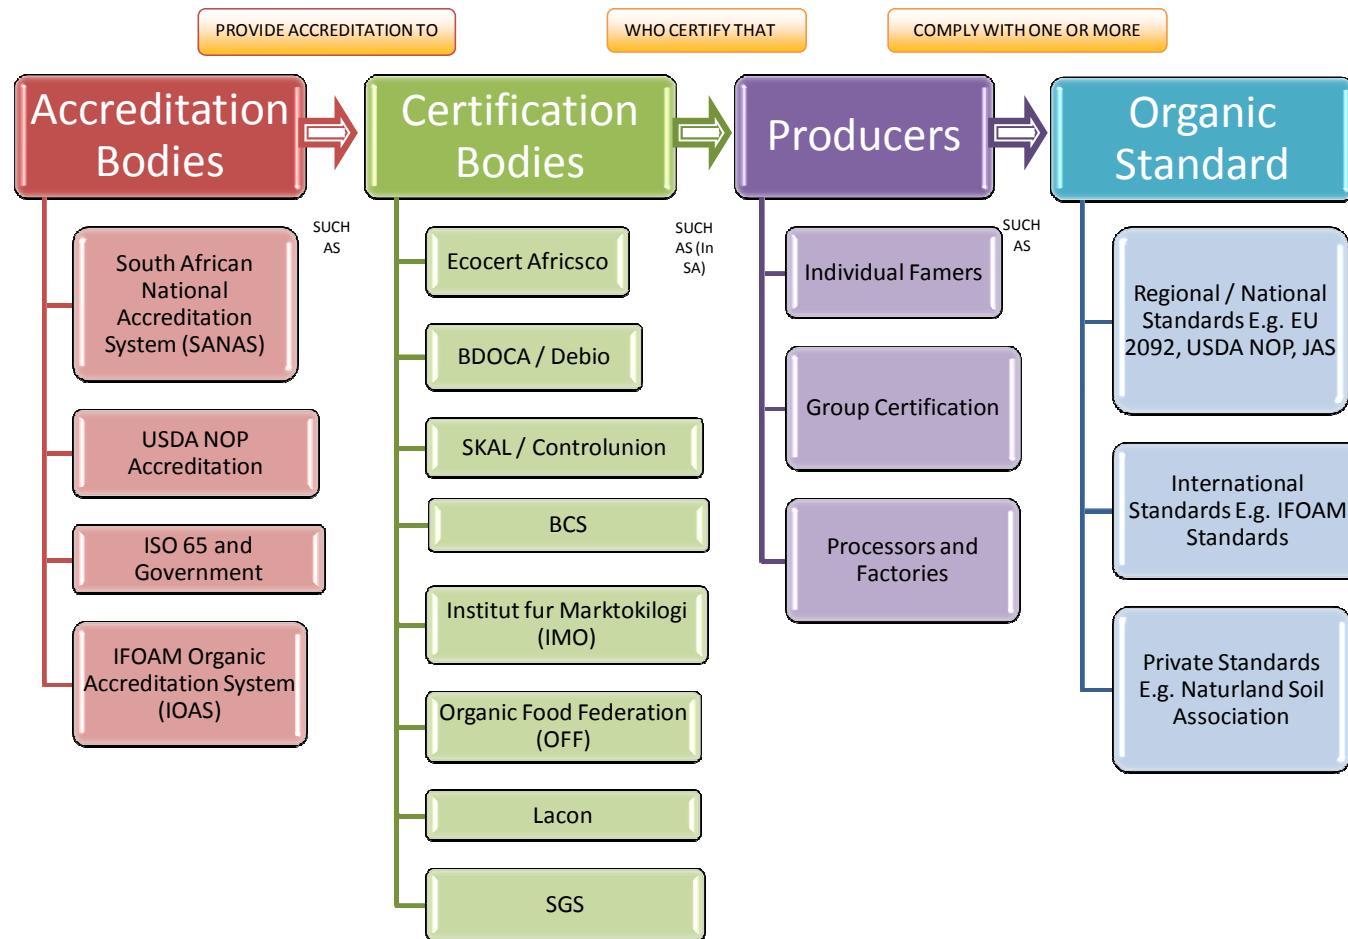 PROVIDE ACCREDITATION TO
WHO CERTIFY THAT
COMPLY WITH ONE OR MORE
Accreditation
Bodies
Certification
Bodies
Producers
Organic
Standard
SUCH
AS
South African
National
Accreditation
System (SANAS)
USDA NOP
Accreditation
ISO 65 and
Government
IFOAM Organic
Accreditation System
(IOAS)
SUCH
AS (In
SA)
Ecocert Africsco
BDOCA / Debio
SKAL / Controlunion
BCS
Institut fur Marktokilogi
(IMO)
Organic Food Federation
(OFF)
Lacon
SGS
SUCH
AS
Individual Famers
Group Certification
Processors and
Factories
Regional / National
Standards E.g. EU
2092, USDA NOP, JAS
International
Standards E.g. IFOAM
Standards
Private Standards
E.g. Naturland Soil
Association